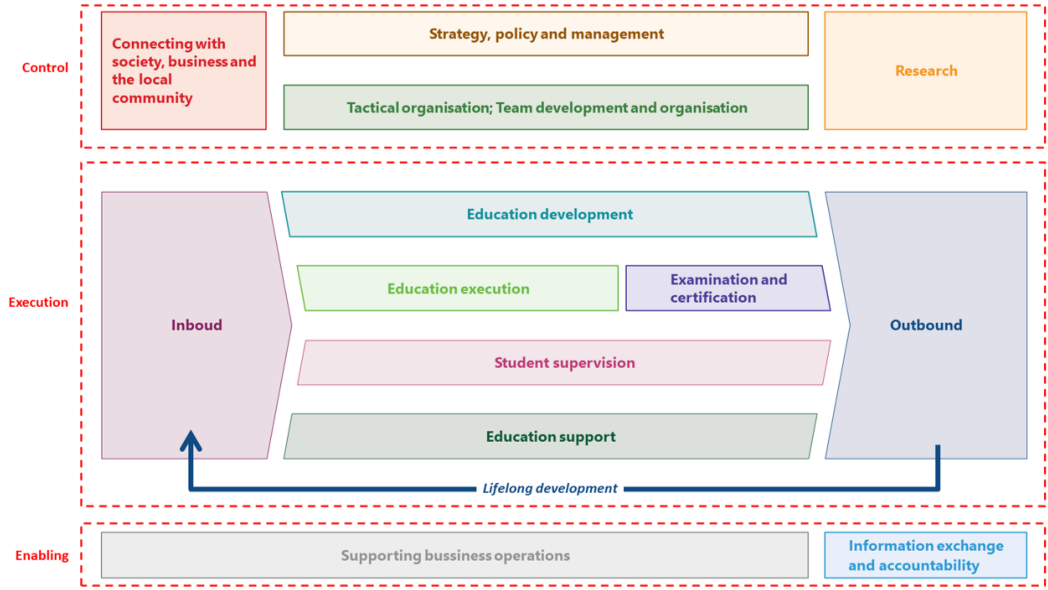 Control
Connecting with
society, business and
the local
community
Strategy, policy and management
Tactical organisation; Team development and organisation
Research
Execution
Inboud
Education development
Education execution
Examination and
certification
Student supervision
Education support
Outbound
Lifelong development
Enabling
Supporting bussiness operations
Information exchange
and accountability